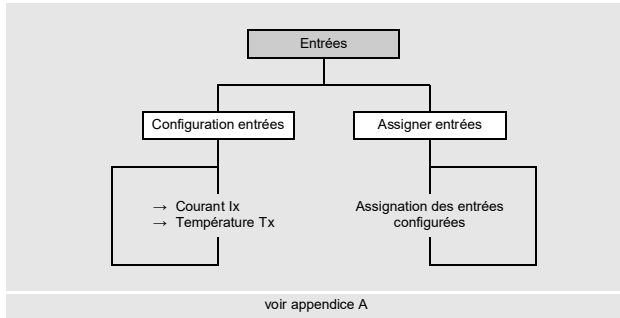 Entrées
Configuration entrées
Assigner entrées
→ Courant Ix
→ Température Tx
Assignation des entrées
configurées
voir appendice A